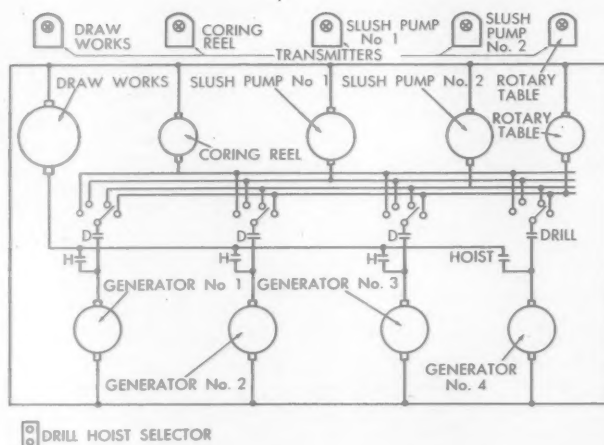 DRAW
WORKS
CORING
REEL
SLUSH PUMP
No 1
SLUSH
PUMP
No. 2
TRANSMITTERS
DRAW WORKS
SLUSH PUMP No 1
SLUSH PUMP No. 2
ROTARY
TABLE
ROTARY
TABLE
CORING REEL
D
D
D
DRILL
H
H
H
HOIST
GENERATOR No 1
GENERATOR No. 3
GENERATOR No. 2
GENERATOR
No. 4
DRILL HOIST SELECTOR